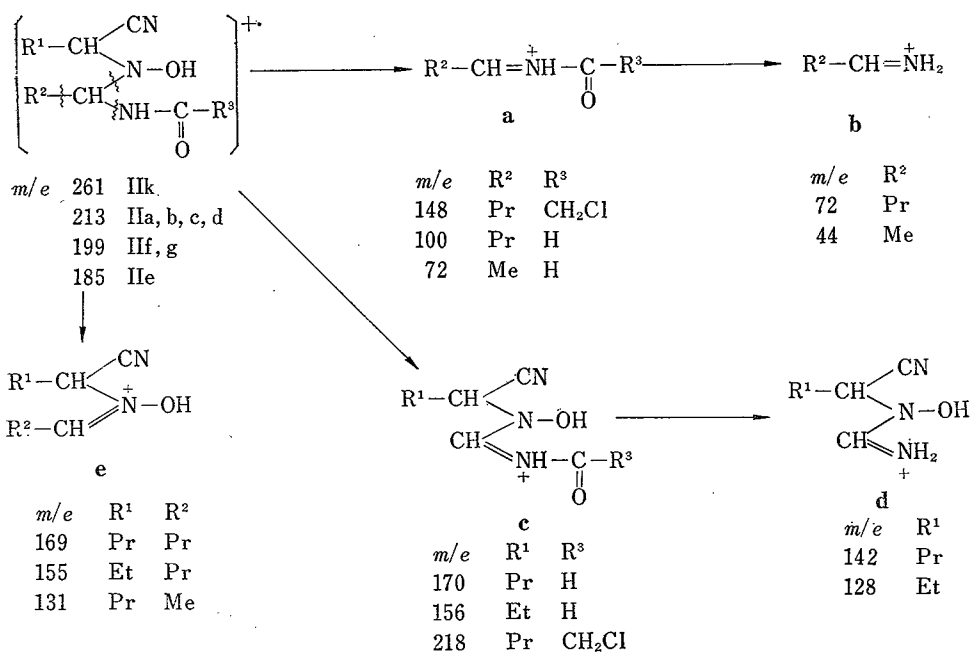 CN
R¹—CH
N—OH
R²—CH
NH—C—R³
O
+·
m/e 261 IIk
213 IIa, b, c, d
199 IIf, g
185 IIe
R²—CH=NH—C—R³
+
O
a
m/e R² R³
148 Pr CH₂Cl
100 Pr H
72 Me H
R²—CH=NH₂
+
b
m/e R²
72 Pr
44 Me
CN
R¹—CH
+
N—OH
R²—CH
e
m/e R¹ R²
169 Pr Pr
155 Et Pr
131 Pr Me
CN
R¹—CH
N—OH
CH
NH—C—R³
+
O
c
m/e R¹ R³
170 Pr H
156 Et H
218 Pr CH₂Cl
CN
R¹—CH
N—OH
CH
NH₂
+
d
m/e R¹
142 Pr
128 Et